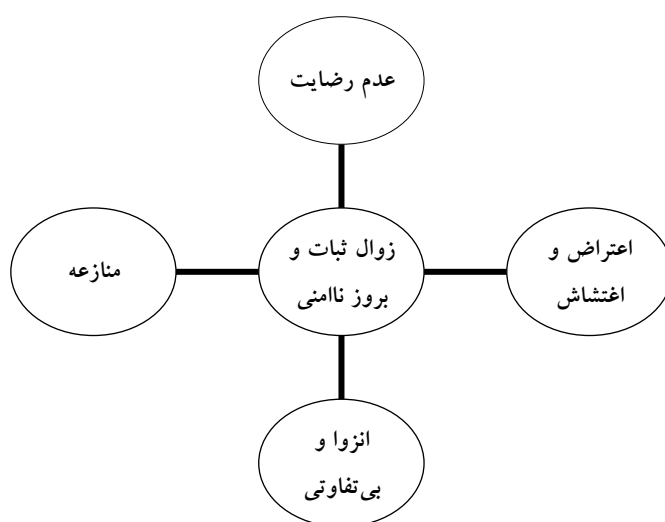 عدم رضایت
اعتراض و
اغتشاش
زوال ثبات و
بروز ناامنی
منازعه
انزوا و
بی‌تفاوتی